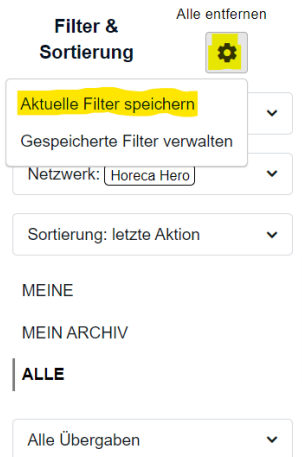 Filter &
Sortierung
Alle entfernen
Aktuelle Filter speichern
Gespeicherte Filter verwalten
Netzwerk: Horeca Hero
Sortierung: letzte Aktion
MEINE
MEIN ARCHIV
ALLE
Alle Übergaben